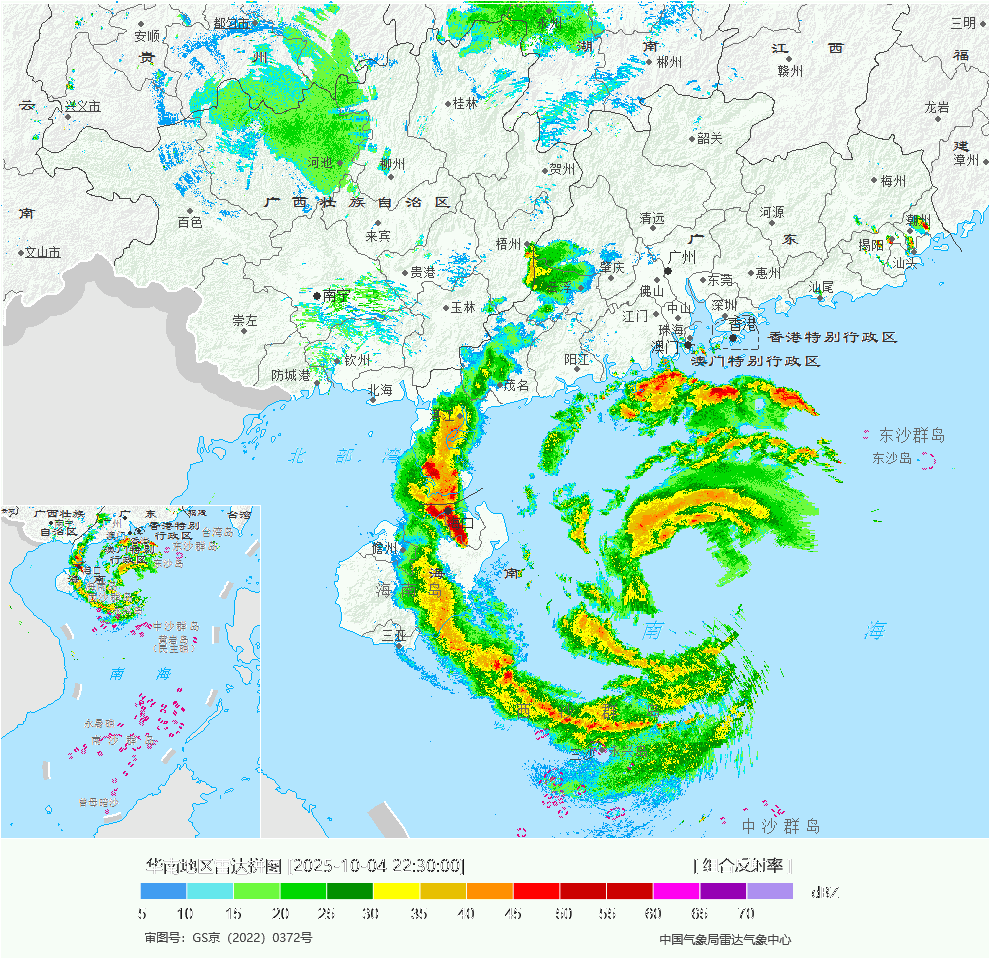 都匀市
永州
三明
安顺
贵 州
湖 南
江 西
郴州
赣州
福
云
兴义市
桂林
龙岩
韶关
建
河池
柳州
贺州
漳州
梅州
广 西 壮 族 自 治 区
南
百色
清远
河源
潮州
来宾
梧州
广 东
揭阳
文山市
广州
汕头
贵港
肇庆
惠州
东莞
南宁
佛山
汕尾
玉林
江门
中山
深圳
崇左
珠海
香港
香港特别行政区
澳门
澳门特别行政区
钦州
阳江
防城港
茂名
北海
湛江
东沙群岛
北 部 湾
东沙岛
儋州
海 南
海 南 岛
南 海
三亚
西 沙 群 岛
中 沙 群 岛
广西壮族
自治区
广 东
台湾
香港特别
行政区
台湾岛
东沙群岛
中沙群岛
黄岩岛
(民主礁)
南 海
永暑礁
南 沙 群 岛
曾母暗沙
华南地区雷达拼图 [2025-10-04 22:30:00]
[ 组合反射率 ]
dBZ
5 10 15 20 25 30 35 40 45 50 55 60 65 70
审图号：GS京（2022）0372号
中国气象局雷达气象中心